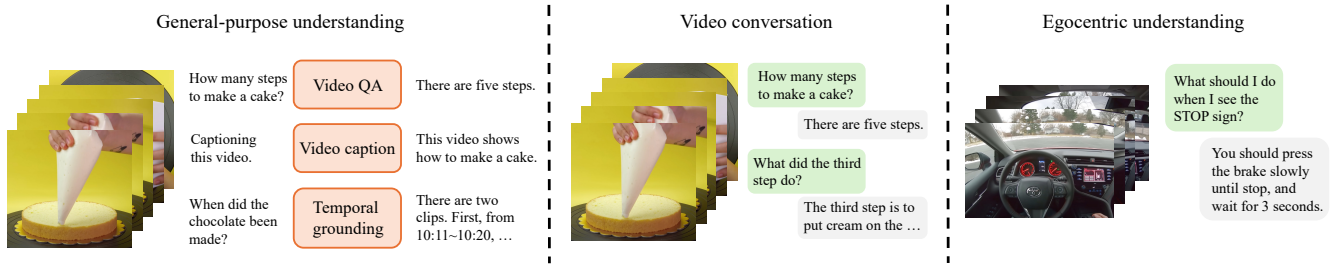 General-purpose understanding
How many steps
to make a cake?
Video QA
There are five steps.
Captioning
this video.
Video caption
This video shows
how to make a cake.
When did the
chocolate been
made?
Temporal
grounding
There are two
clips. First, from
10:11~10:20, …
Video conversation
How many steps
to make a cake?
There are five steps.
What did the third
step do?
The third step is to
put cream on the …
Egocentric understanding
What should I do
when I see the
STOP sign?
You should press
the brake slowly
until stop, and
wait for 3 seconds.